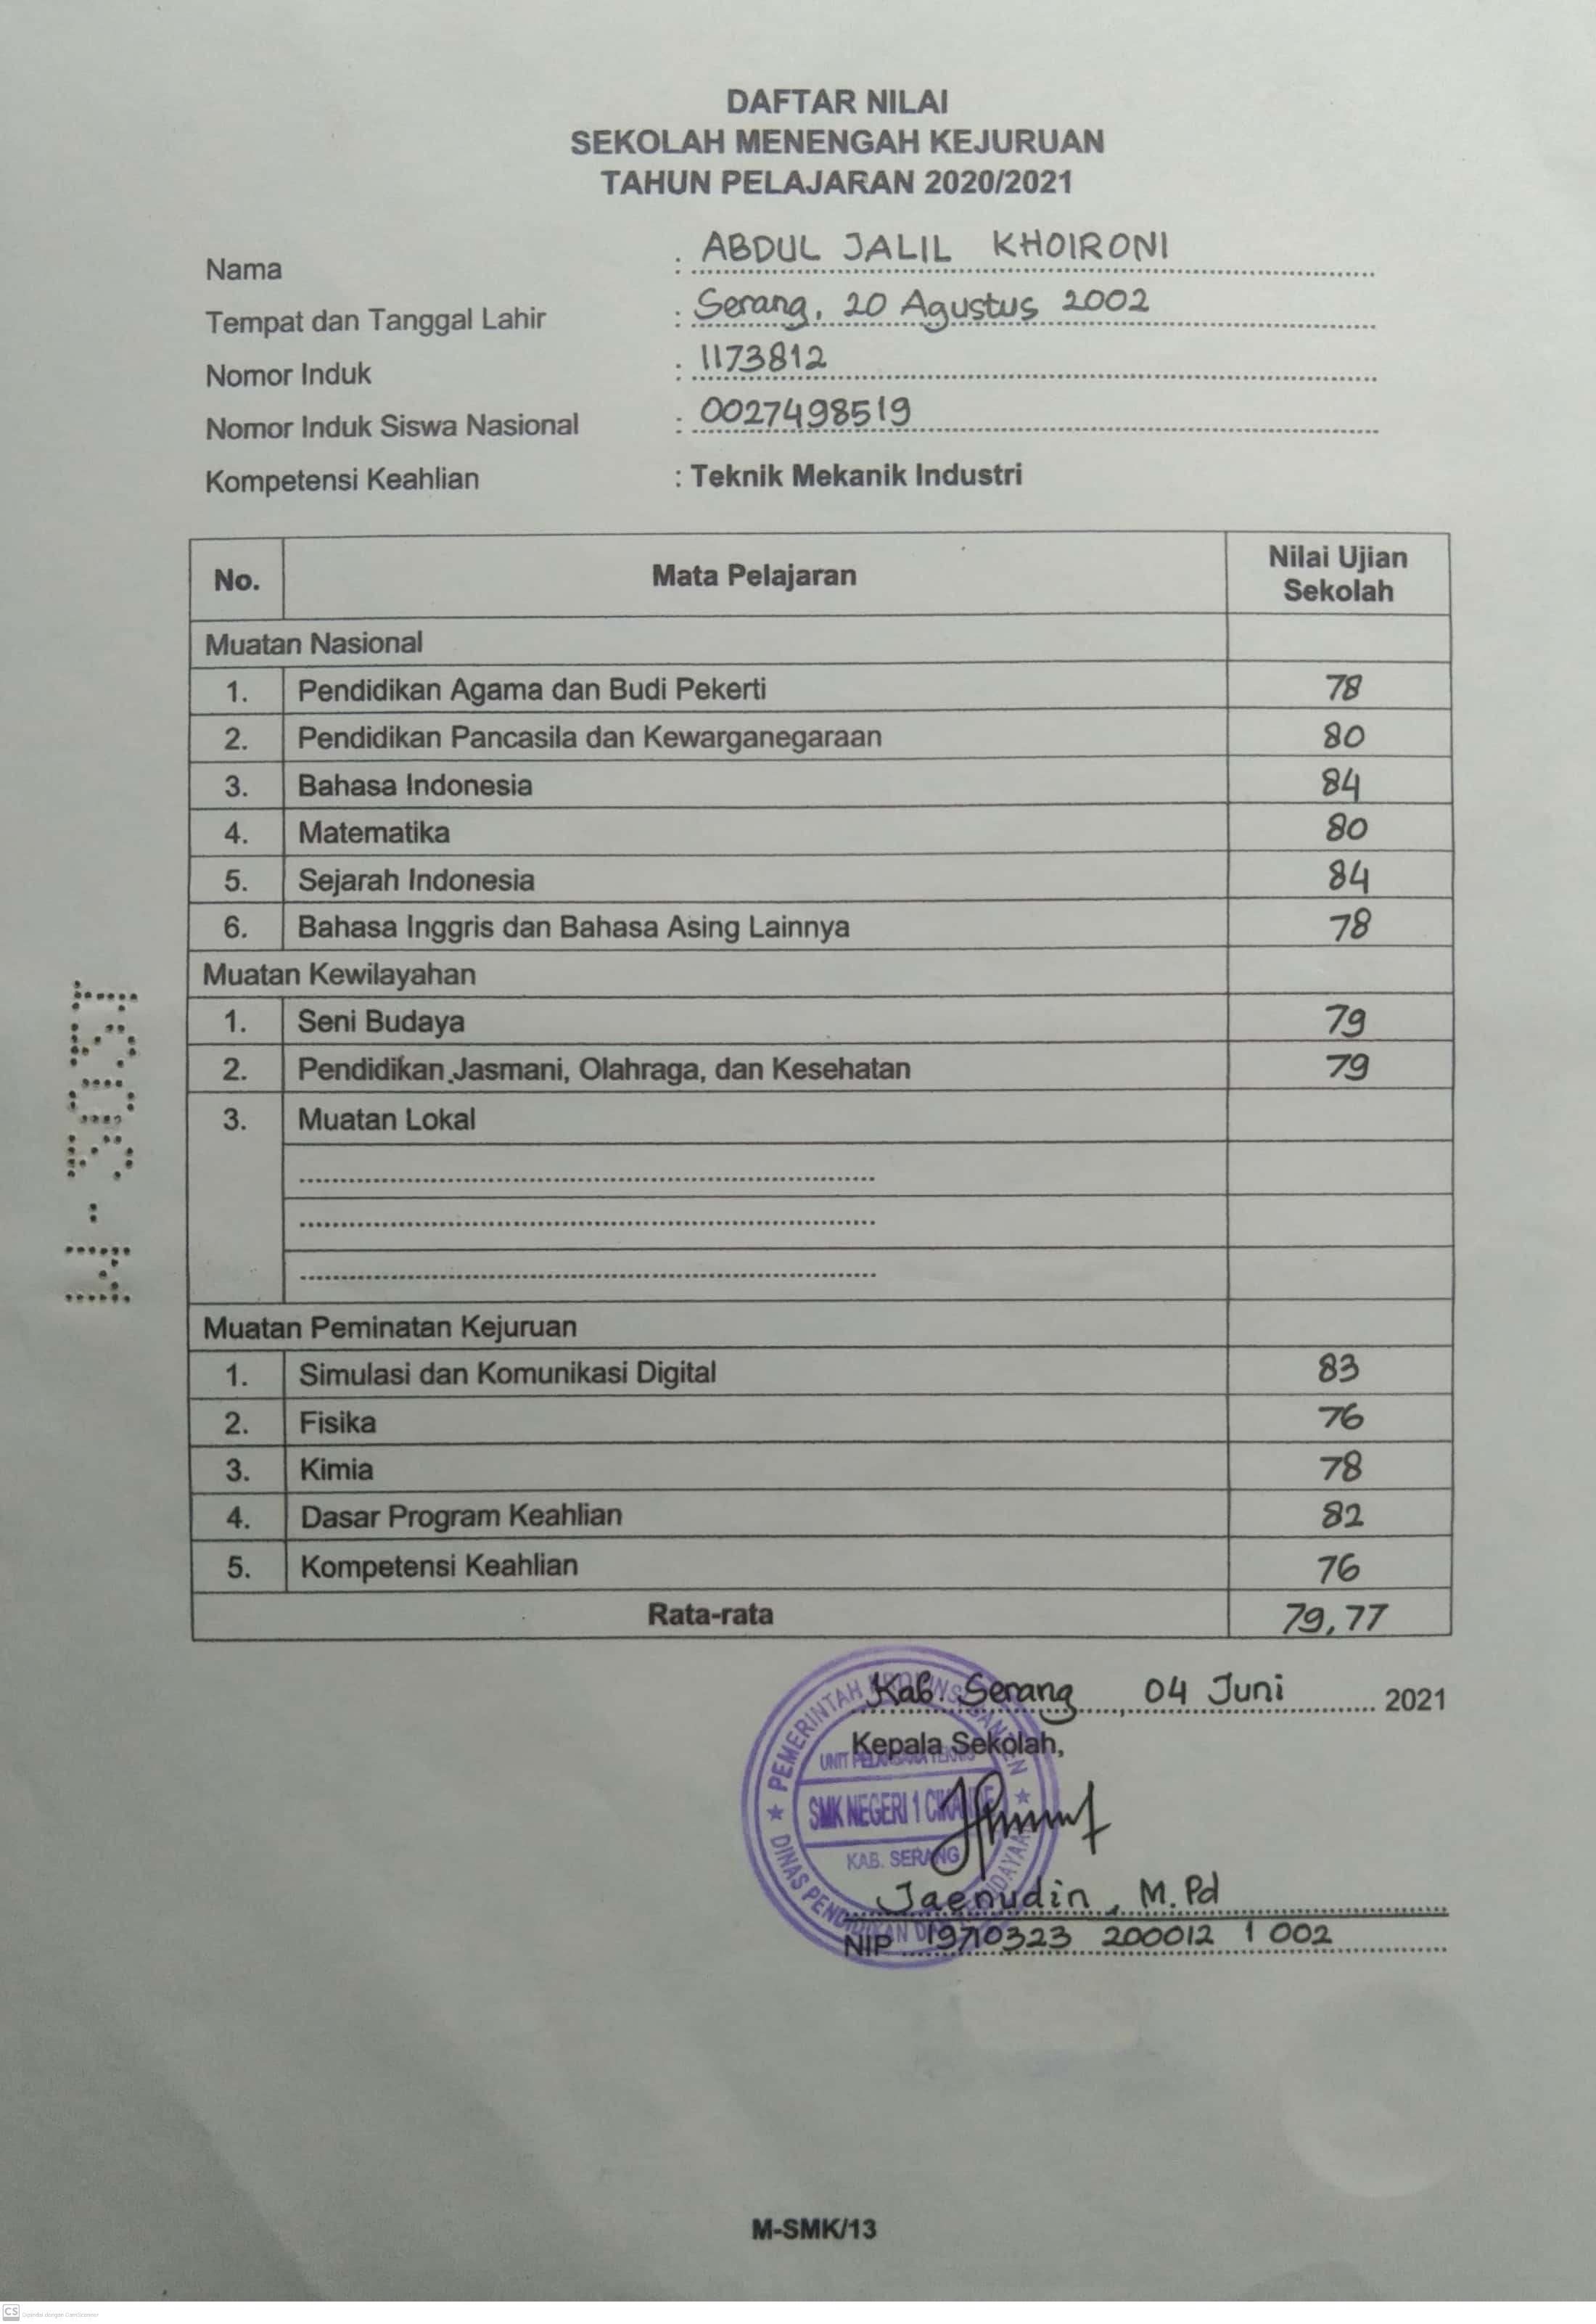 DAFTAR NILAI
SEKOLAH MENENGAH KEJURUAN
TAHUN PELAJARAN 2020/2021
Nama : ABDUL JALIL KHOIRONI
Tempat dan Tanggal Lahir : Serang, 20 Agustus 2002
Nomor Induk : 1173812
Nomor Induk Siswa Nasional : 0027498519
Kompetensi Keahlian : Teknik Mekanik Industri
No. Mata Pelajaran Nilai Ujian Sekolah
Muatan Nasional
1. Pendidikan Agama dan Budi Pekerti 78
2. Pendidikan Pancasila dan Kewarganegaraan 80
3. Bahasa Indonesia 84
4. Matematika 80
5. Sejarah Indonesia 84
6. Bahasa Inggris dan Bahasa Asing Lainnya 78
Muatan Kewilayahan
1. Seni Budaya 79
2. Pendidikan Jasmani, Olahraga, dan Kesehatan 79
3. Muatan Lokal
Muatan Peminatan Kejuruan
1. Simulasi dan Komunikasi Digital 83
2. Fisika 76
3. Kimia 78
4. Dasar Program Keahlian 82
5. Kompetensi Keahlian 76
Rata-rata 79,77
Kab. Serang, 04 Juni 2021
Kepala Sekolah,
PEMERINTAH PROVINSI BANTEN
UNIT PELAKSANA TEKNIS
SMK NEGERI 1 CIKANDE
KAB. SERANG
DINAS PENDIDIKAN DAN KEBUDAYAAN
Jaenudin, M.Pd
NIP 19710323 200012 1 002
M-SMK/13
CS Dipindai dengan CamScanner